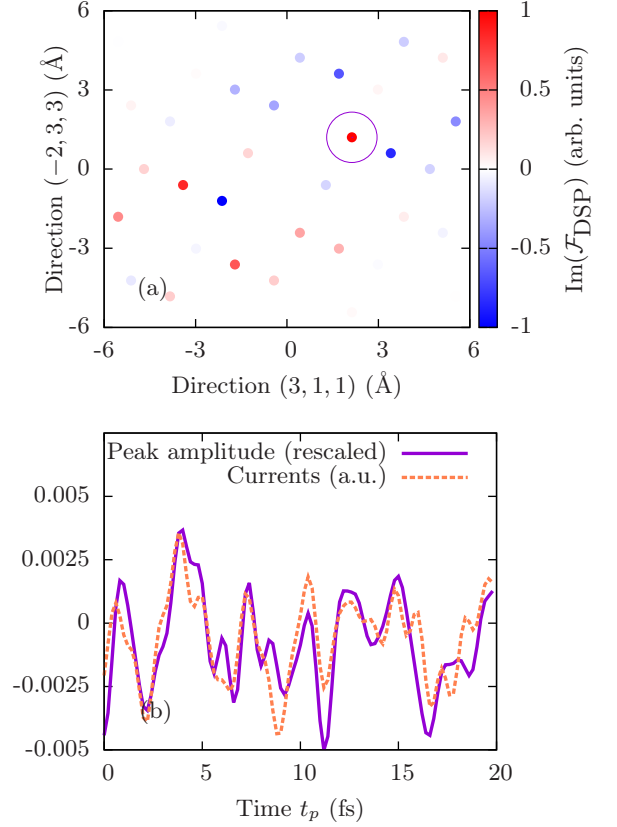 6
3
0
-3
-6
Direction (−2, 3, 3) (Å)
(a)
-6 -3 0 3 6
Direction (3, 1, 1) (Å)
1
0.5
0
-0.5
-1
Im(ℱ_DSP) (arb. units)
Peak amplitude (rescaled)
Currents (a.u.)
0.005
0.0025
0
-0.0025
-0.005
(b)
0 5 10 15 20
Time t_p (fs)